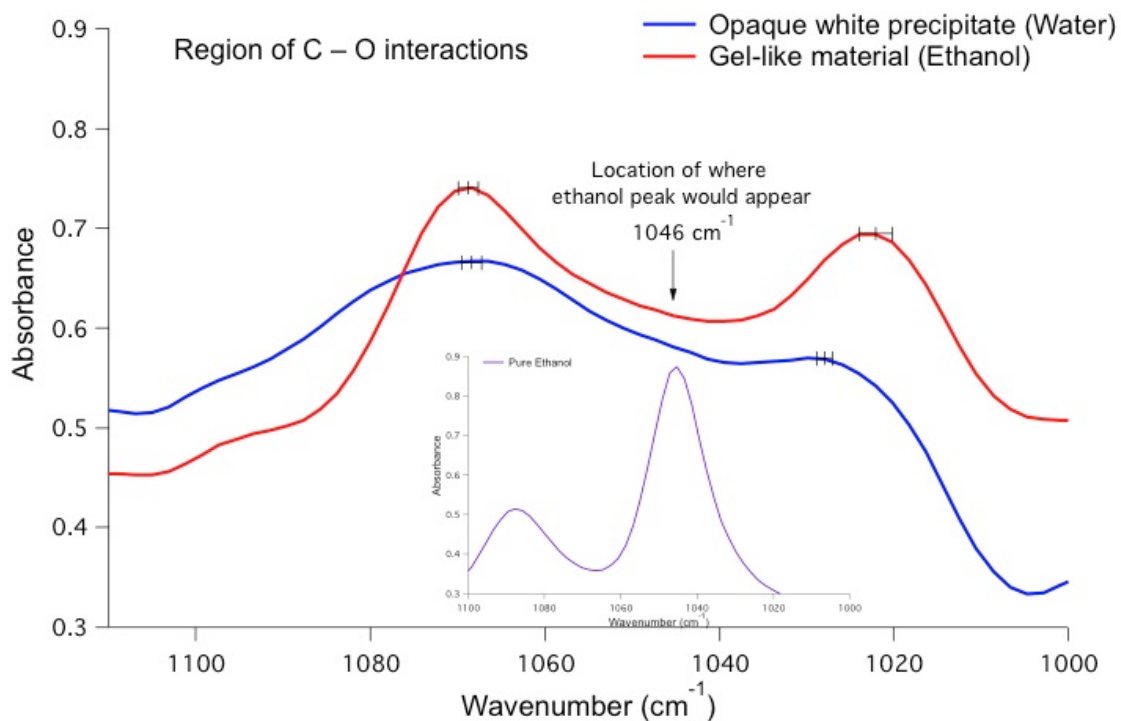 Opaque white precipitate (Water)
Gel-like material (Ethanol)
Region of C – O interactions
Location of where
ethanol peak would appear
1046 cm⁻¹
Absorbance
0.9
0.8
0.7
0.6
0.5
0.4
0.3
1100
1080
1060
1040
1020
1000
Wavenumber (cm⁻¹)
Pure Ethanol
Absorbance
0.9
0.8
0.7
0.6
0.5
0.4
0.3
1100
1080
1060
1040
1020
1000
Wavenumber (cm⁻¹)